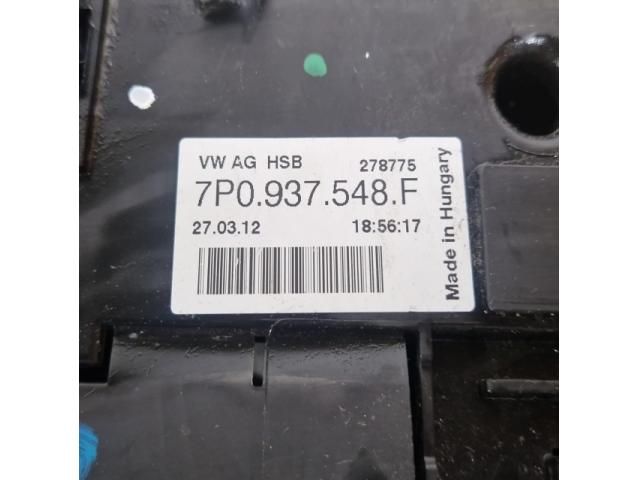 VW AG HSB 278775
7P0.937.548.F
27.03.12 18:56:17
Made in Hungary